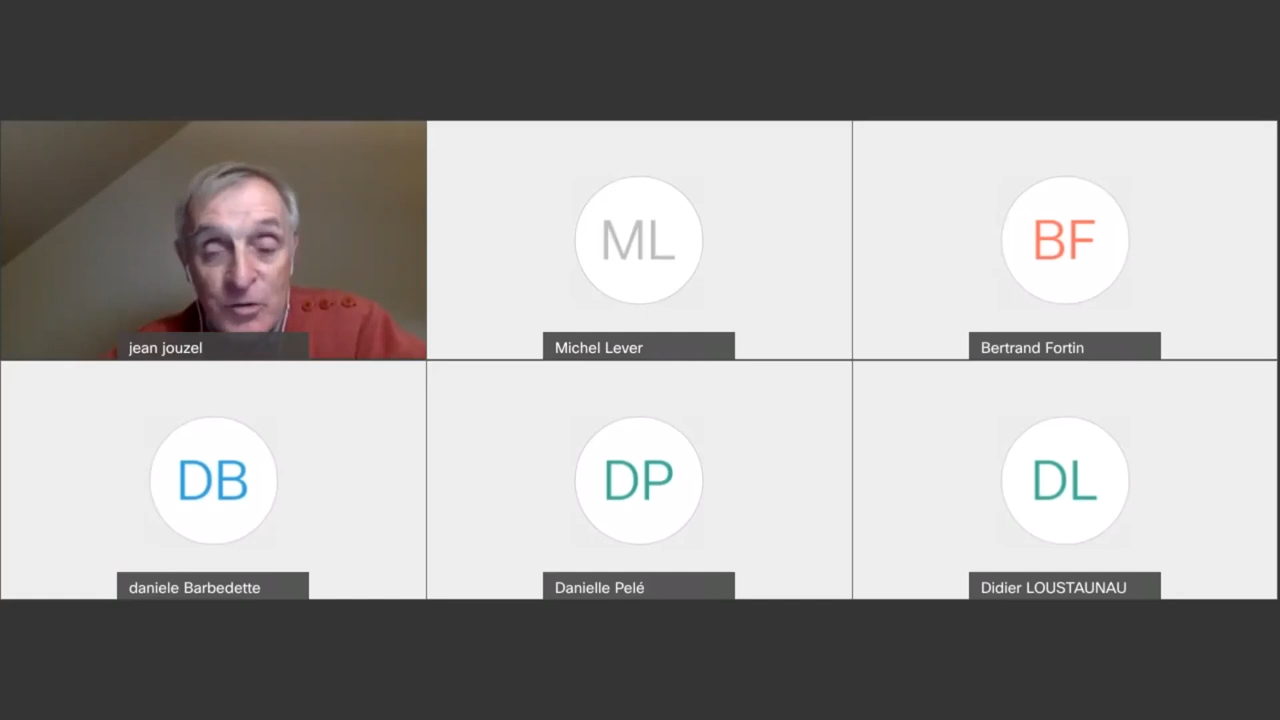 ML
BF
jean jouzel
Michel Lever
Bertrand Fortin
DB
DP
DL
daniele Barbedette
Danielle Pelé
Didier LOUSTAUNAU